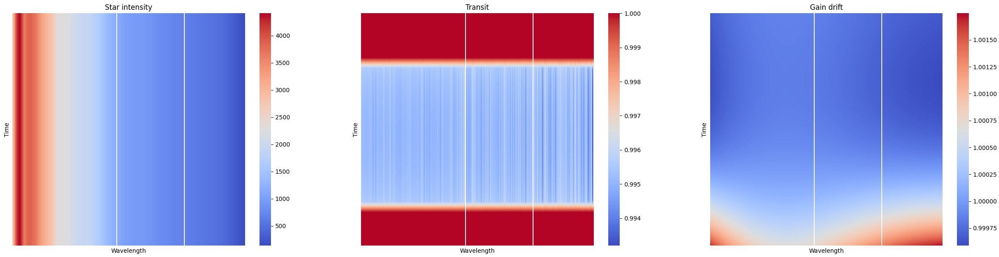 Star intensity
Time
Wavelength
4000
3500
3000
2500
2000
1500
1000
500
Transit
Time
Wavelength
1.000
0.999
0.998
0.997
0.996
0.995
0.994
Gain drift
Time
Wavelength
1.00150
1.00125
1.00100
1.00075
1.00050
1.00025
1.00000
0.99975